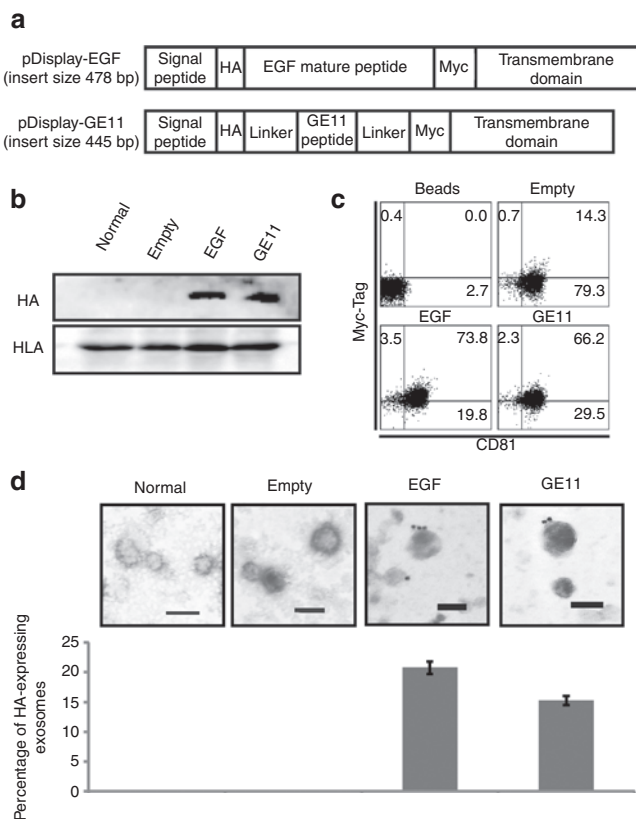 a
pDisplay-EGF
(insert size 478 bp)
Signal
peptide
HA
EGF mature peptide
Myc
Transmembrane
domain
pDisplay-GE11
(insert size 445 bp)
Signal
peptide
HA
Linker
GE11
peptide
Linker
Myc
Transmembrane
domain
b
Normal
Empty
EGF
GE11
HA
HLA
c
Beads
Empty
0.4
0.0
0.7
14.3
2.7
79.3
Myc-Tag
EGF
GE11
3.5
73.8
2.3
66.2
19.8
29.5
CD81
d
Normal
Empty
EGF
GE11
Percentage of HA-expressing
exosomes
25
20
15
10
5
0